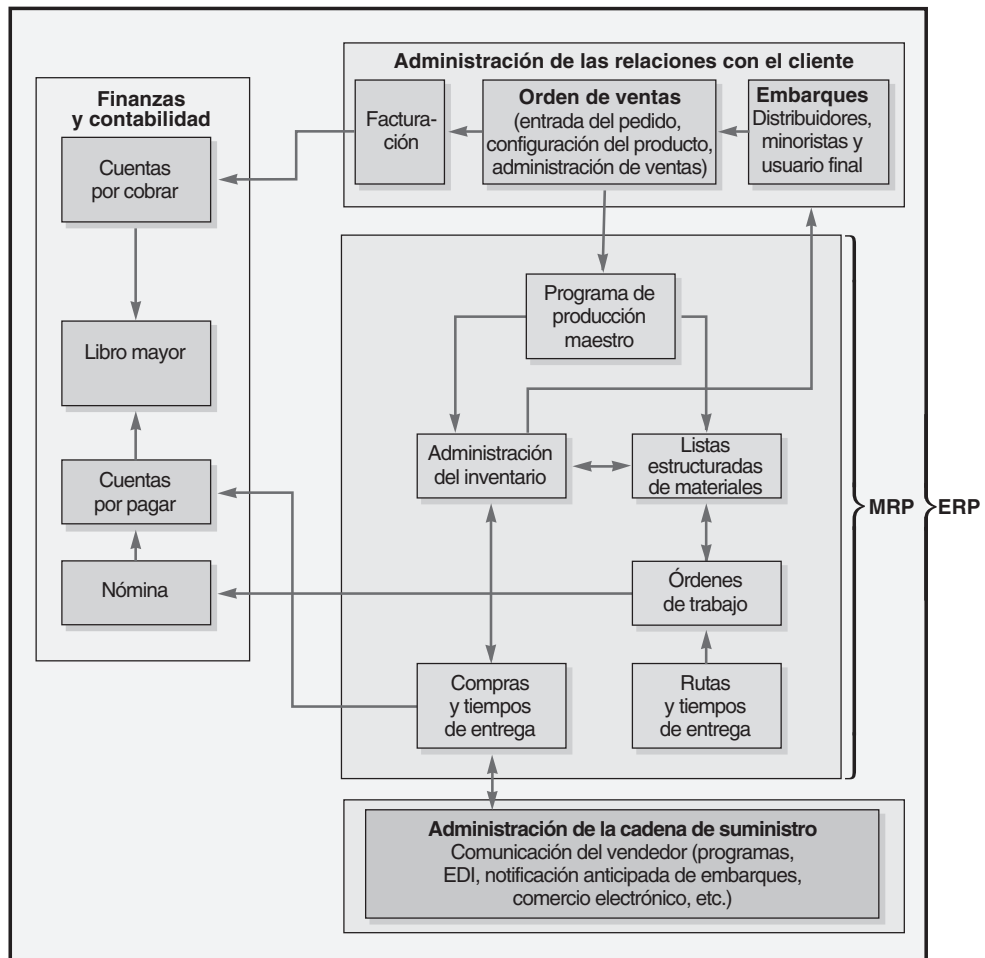 Administración de las relaciones con el cliente
Finanzas
y contabilidad
Factura-
ción
Orden de ventas
(entrada del pedido,
configuración del producto,
administración de ventas)
Embarques
Distribuidores,
minoristas y
usuario final
Cuentas
por cobrar
Libro mayor
Cuentas
por pagar
Nómina
Programa de
producción
maestro
Administración
del inventario
Listas
estructuradas
de materiales
Órdenes
de trabajo
Compras
y tiempos
de entrega
Rutas
y tiempos
de entrega
MRP
ERP
Administración de la cadena de suministro
Comunicación del vendedor (programas,
EDI, notificación anticipada de embarques,
comercio electrónico, etc.)